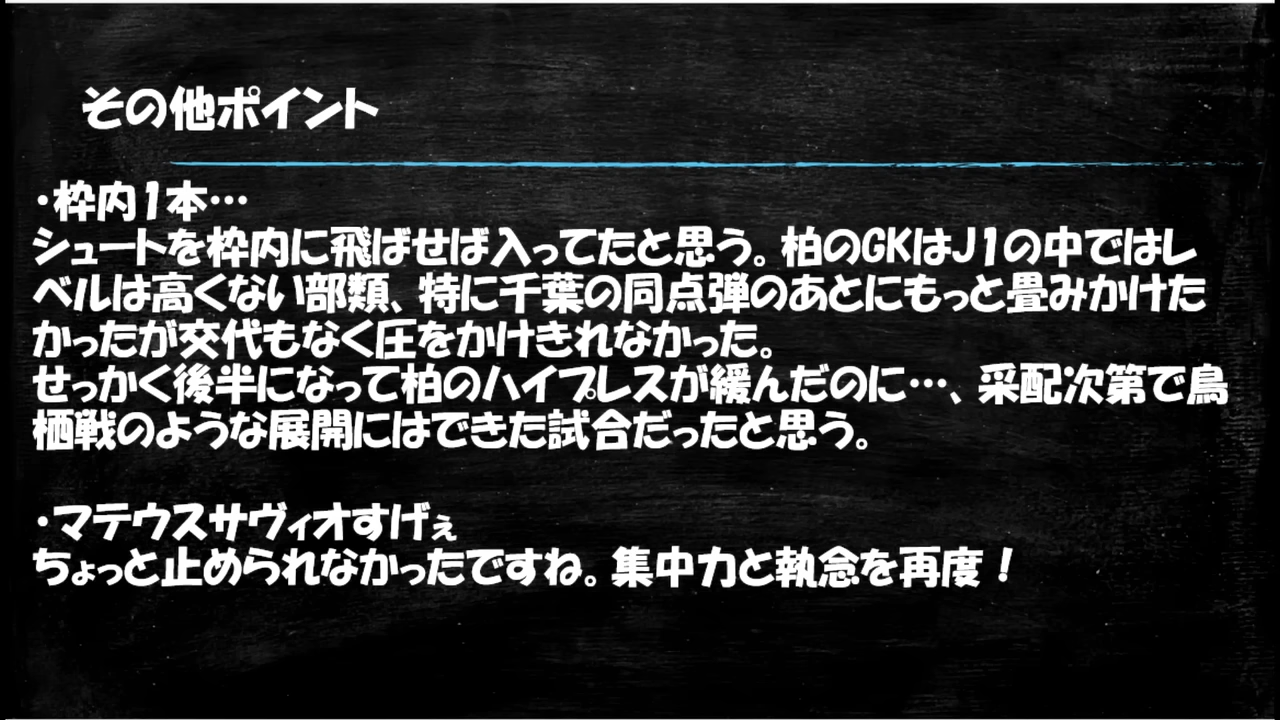 その他ポイント
・枠内1本…
シュートを枠内に飛ばせば入ってたと思う。柏のGKはJ1の中ではレ
ベルは高くない部類、特に千葉の同点弾のあとにもっと畳みかけた
かったが交代もなく圧をかけきれなかった。
せっかく後半になって柏のハイプレスが緩んだのに…、采配次第で鳥
栖戦のような展開にはできた試合だったと思う。
・マテウスサヴィオすげぇ
ちょっと止められなかったですね。集中力と執念を再度！